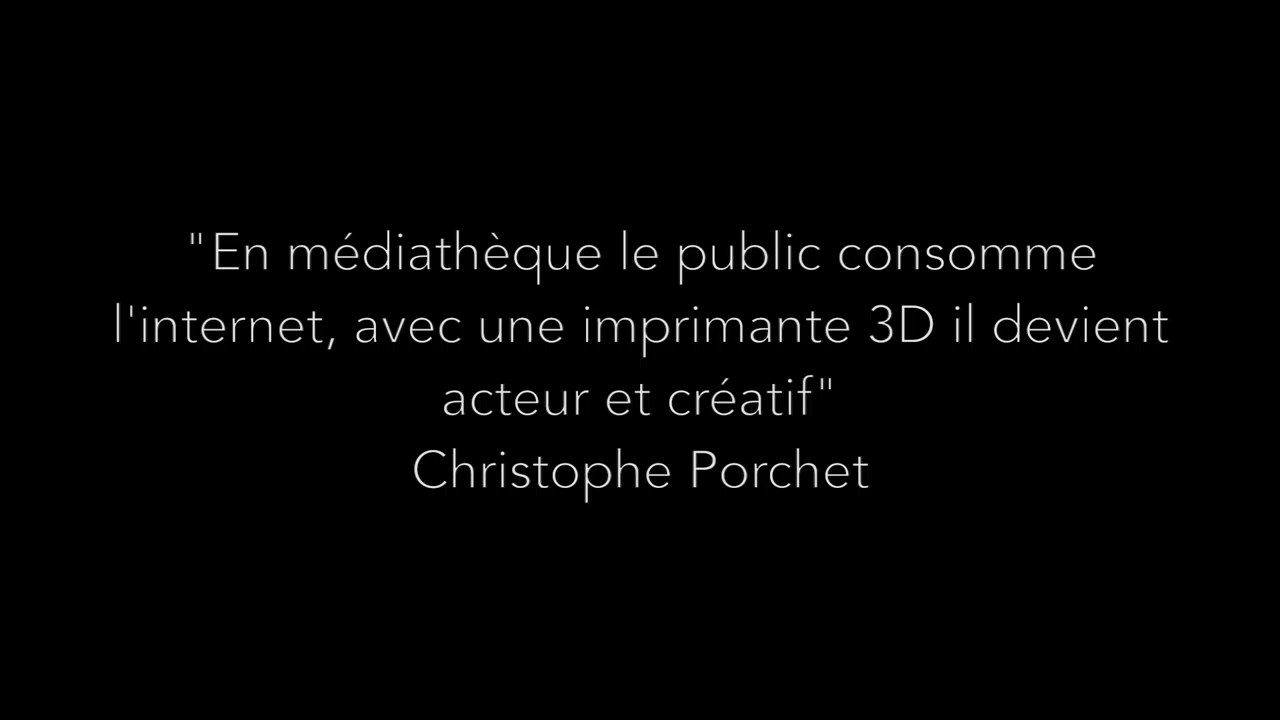 "En médiathèque le public consomme
l'internet, avec une imprimante 3D il devient
acteur et créatif"
Christophe Porchet